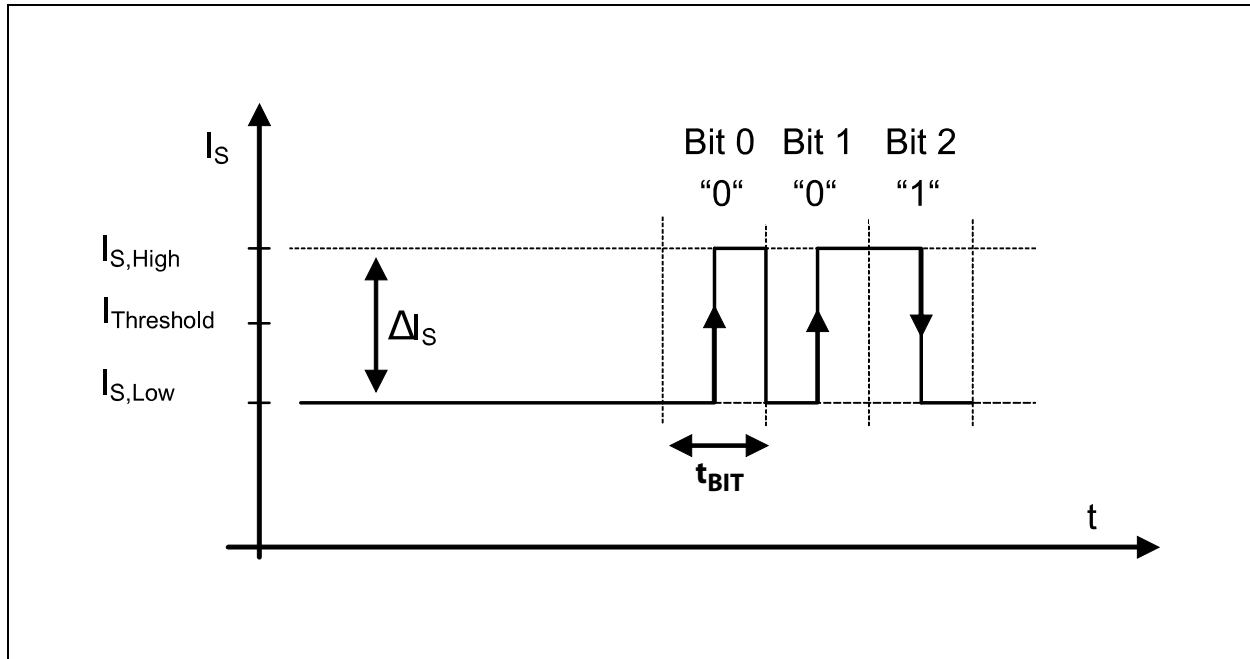 I_S
Bit 0 Bit 1 Bit 2
“0“ “0“ “1“
I_S,High
I_Threshold
ΔI_S
I_S,Low
t_BIT
t